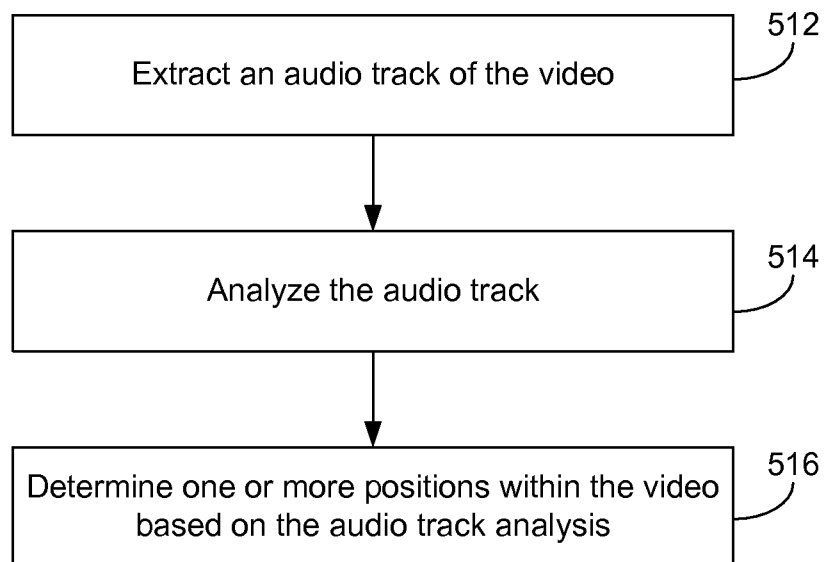 512
Extract an audio track of the video
514
Analyze the audio track
516
Determine one or more positions within the video
based on the audio track analysis